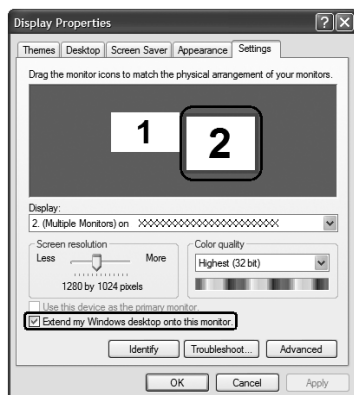 Display Properties
Themes Desktop Screen Saver Appearance Settings
Drag the monitor icons to match the physical arrangement of your monitors.
1 2
Display:
2. (Multiple Monitors) on XXXXXXXXXXXXXXXXXXXXXX
Screen resolution Color quality
Less More Highest (32 bit)
1280 by 1024 pixels
Use this device as the primary monitor.
Extend my Windows desktop onto this monitor.
Identify Troubleshoot... Advanced
OK Cancel Apply